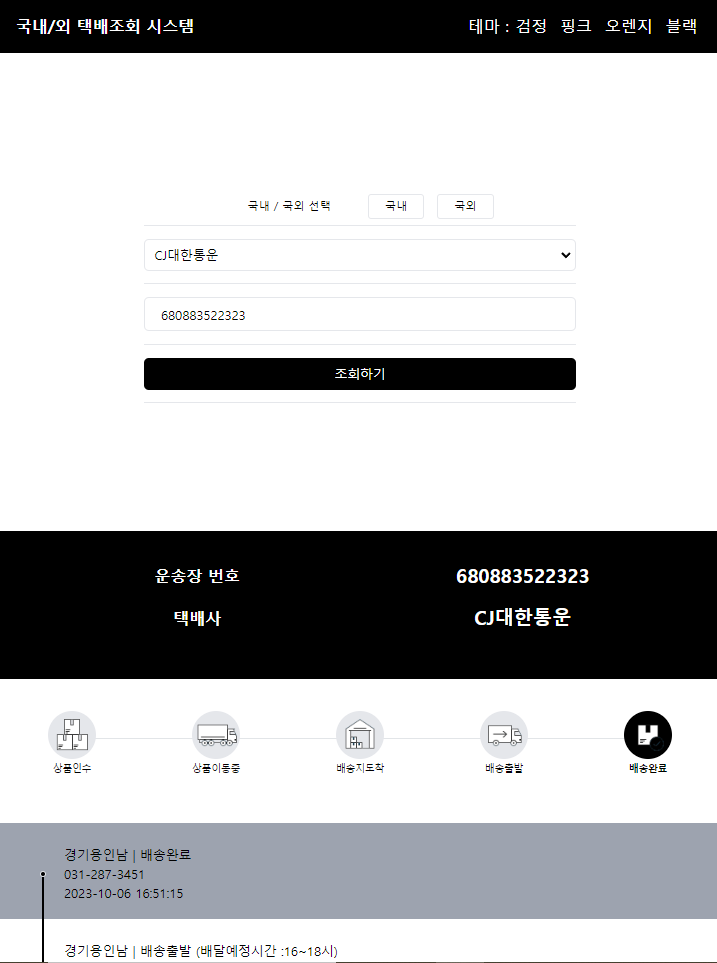 국내/외 택배조회 시스템
테마 : 검정 핑크 오렌지 블랙
국내 / 국외 선택 국내 국외
CJ대한통운
680883522323
조회하기
운송장 번호 680883522323
택배사 CJ대한통운
상품인수 상품이동중 배송지도착 배송출발 배송완료
경기용인남 | 배송완료
031-287-3451
2023-10-06 16:51:15
경기용인남 | 배송출발 (배달예정시간 :16~18시)